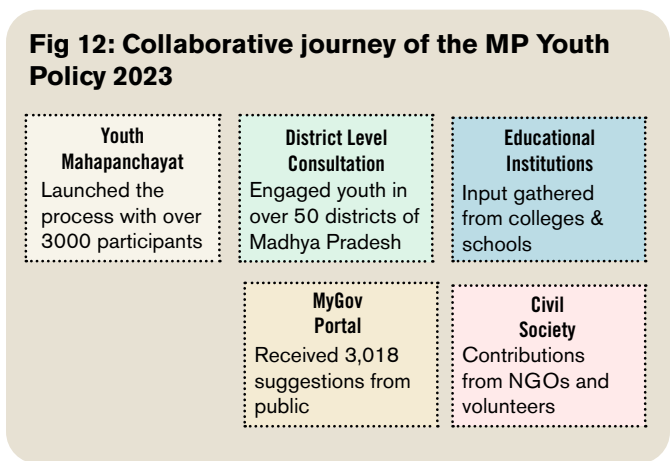 Fig 12: Collaborative journey of the MP Youth
Policy 2023
Youth
Mahapanchayat
Launched the
process with over
3000 participants
District Level
Consultation
Engaged youth in
over 50 districts of
Madhya Pradesh
Educational
Institutions
Input gathered
from colleges &
schools
MyGov
Portal
Received 3,018
suggestions from
public
Civil
Society
Contributions
from NGOs and
volunteers